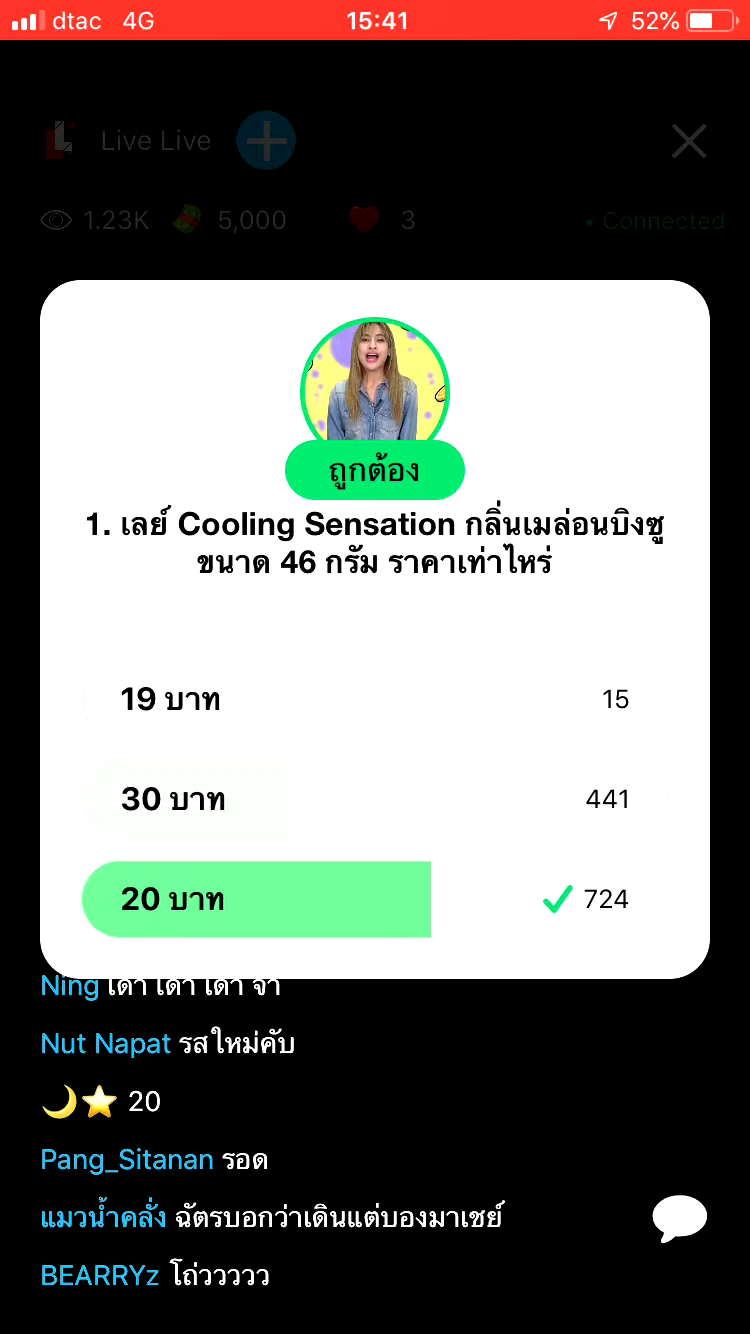 dtac 4G 15:41 52%
Live Live
1.23K 5,000 3 Connected
ถูกต้อง
1. เลย์ Cooling Sensation กลิ่นเมล่อนบิงซู
ขนาด 46 กรัม ราคาเท่าไหร่
19 บาท 15
30 บาท 441
20 บาท 724
Ning เดา เดา เดา จ้า
Nut Napat รสใหม่คับ
20
Pang_Sitanan รอด
แมวน้ำคลั่ง ฉัตรบอกว่าเดินแต่บองมาเชย์
BEARRYz โถ่ววววว